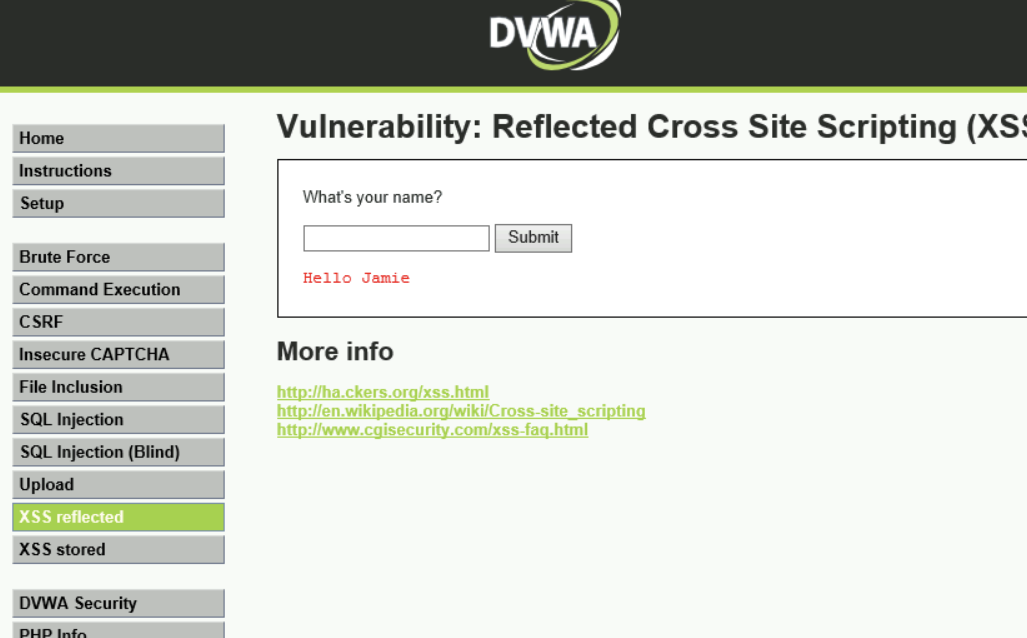 DVWA
Vulnerability: Reflected Cross Site Scripting (XSS
Home
Instructions
Setup
Brute Force
Command Execution
CSRF
Insecure CAPTCHA
File Inclusion
SQL Injection
SQL Injection (Blind)
Upload
XSS reflected
XSS stored
DVWA Security
PHP Info
What's your name?
Submit
Hello Jamie
More info
http://ha.ckers.org/xss.html
http://en.wikipedia.org/wiki/Cross-site_scripting
http://www.cgisecurity.com/xss-faq.html